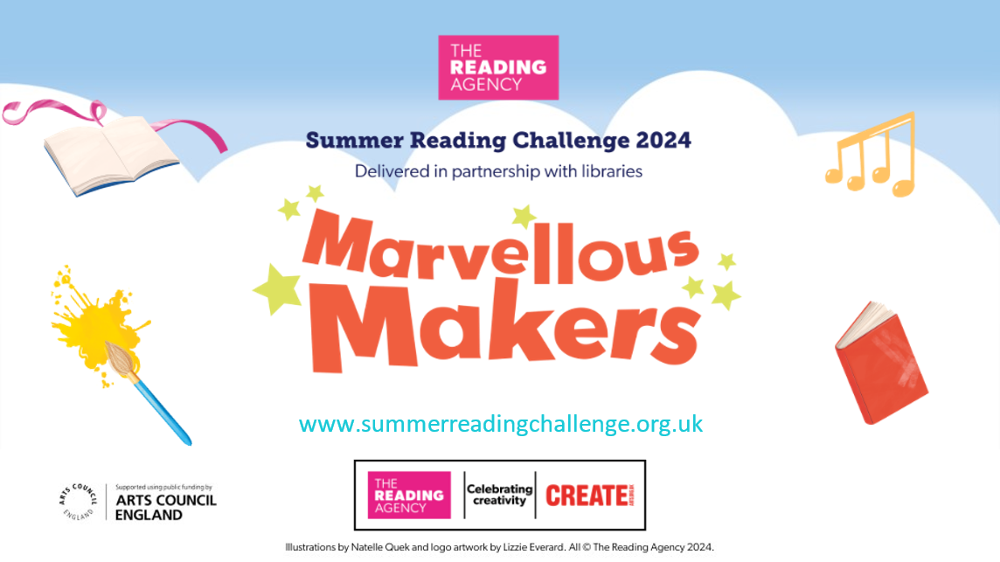 THE
READING
AGENCY
Summer Reading Challenge 2024
Delivered in partnership with libraries
Marvellous
Makers
www.summerreadingchallenge.org.uk
ARTS COUNCIL
ENGLAND
Supported using public funding by
ARTS COUNCIL
ENGLAND
THE
READING
AGENCY
Celebrating
creativity
CREATE
Illustrations by Natelle Quek and logo artwork by Lizzie Everard. All © The Reading Agency 2024.